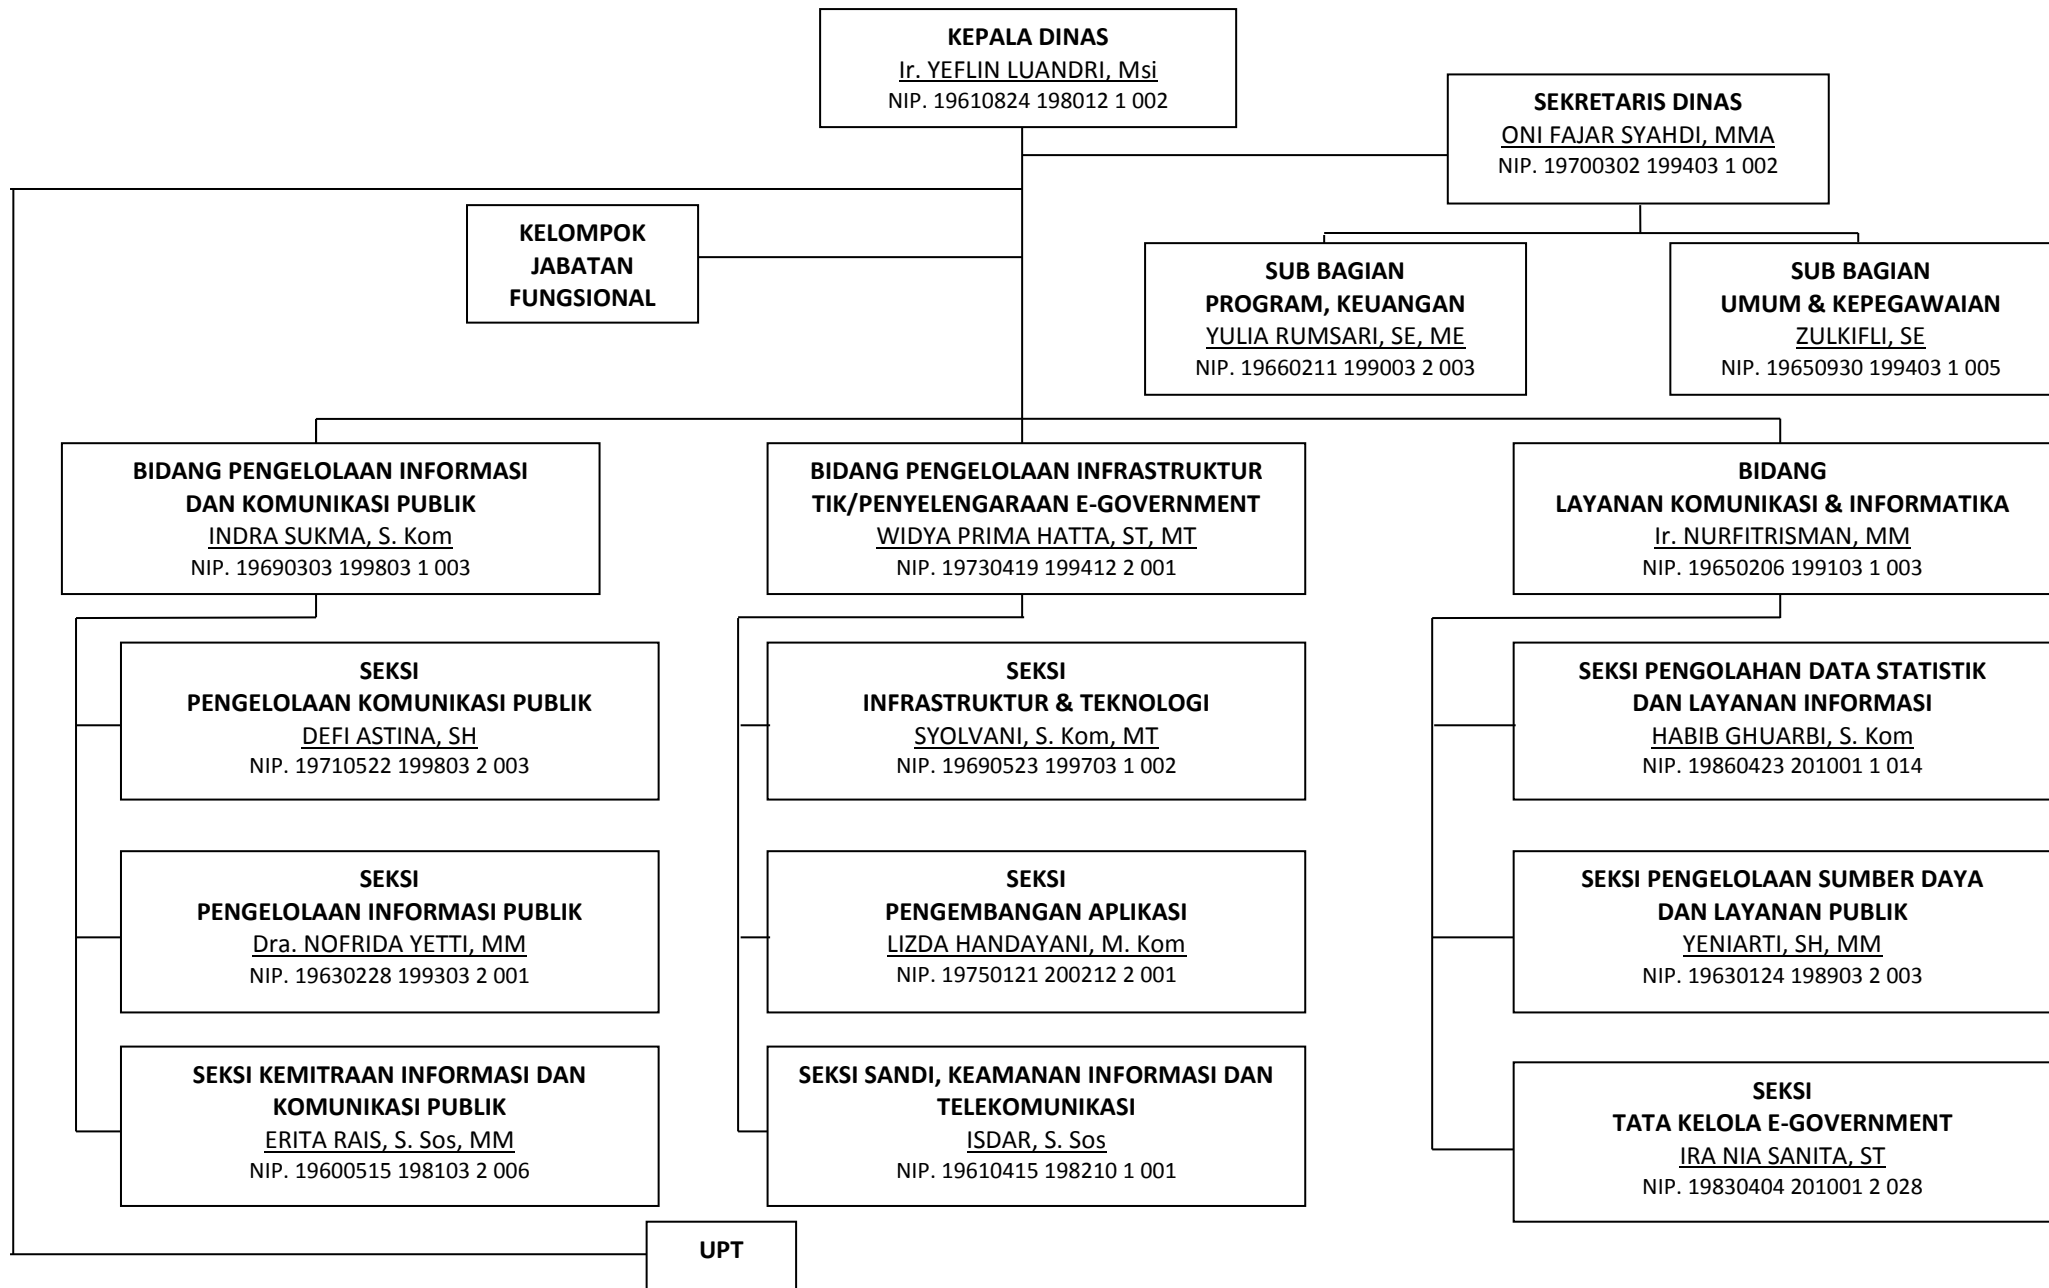 KEPALA DINAS
Ir. YEFLIN LUANDRI, Msi
NIP. 19610824 198012 1 002
SEKRETARIS DINAS
ONI FAJAR SYAHDI, MMA
NIP. 19700302 199403 1 002
KELOMPOK
JABATAN
FUNGSIONAL
SUB BAGIAN
PROGRAM, KEUANGAN
YULIA RUMSARI, SE, ME
NIP. 19660211 199003 2 003
SUB BAGIAN
UMUM & KEPEGAWAIAN
ZULKIFLI, SE
NIP. 19650930 199403 1 005
BIDANG PENGELOLAAN INFORMASI
DAN KOMUNIKASI PUBLIK
INDRA SUKMA, S. Kom
NIP. 19690303 199803 1 003
BIDANG PENGELOLAAN INFRASTRUKTUR
TIK/PENYELENGARAAN E-GOVERNMENT
WIDYA PRIMA HATTA, ST, MT
NIP. 19730419 199412 2 001
BIDANG
LAYANAN KOMUNIKASI & INFORMATIKA
Ir. NURFITRISMAN, MM
NIP. 19650206 199103 1 003
SEKSI
PENGELOLAAN KOMUNIKASI PUBLIK
DEFI ASTINA, SH
NIP. 19710522 199803 2 003
SEKSI
INFRASTRUKTUR & TEKNOLOGI
SYOLVANI, S. Kom, MT
NIP. 19690523 199703 1 002
SEKSI PENGOLAHAN DATA STATISTIK
DAN LAYANAN INFORMASI
HABIB GHUARBI, S. Kom
NIP. 19860423 201001 1 014
SEKSI
PENGELOLAAN INFORMASI PUBLIK
Dra. NOFRIDA YETTI, MM
NIP. 19630228 199303 2 001
SEKSI
PENGEMBANGAN APLIKASI
LIZDA HANDAYANI, M. Kom
NIP. 19750121 200212 2 001
SEKSI PENGELOLAAN SUMBER DAYA
DAN LAYANAN PUBLIK
YENIARTI, SH, MM
NIP. 19630124 198903 2 003
SEKSI KEMITRAAN INFORMASI DAN
KOMUNIKASI PUBLIK
ERITA RAIS, S. Sos, MM
NIP. 19600515 198103 2 006
SEKSI SANDI, KEAMANAN INFORMASI DAN
TELEKOMUNIKASI
ISDAR, S. Sos
NIP. 19610415 198210 1 001
SEKSI
TATA KELOLA E-GOVERNMENT
IRA NIA SANITA, ST
NIP. 19830404 201001 2 028
UPT